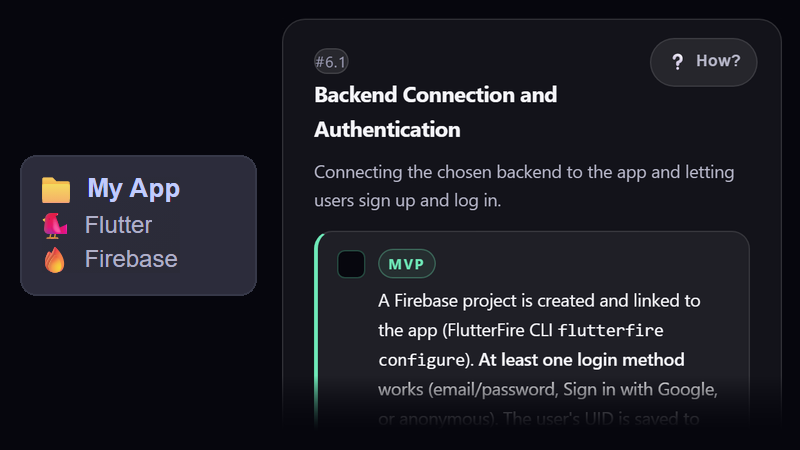 My App
Flutter
Firebase
#6.1
? How?
Backend Connection and
Authentication
Connecting the chosen backend to the app and letting
users sign up and log in.
MVP
A Firebase project is created and linked to
the app (FlutterFire CLI flutterfire
configure). At least one login method
works (email/password, Sign in with Google,
or anonymous). The user's UID is saved to